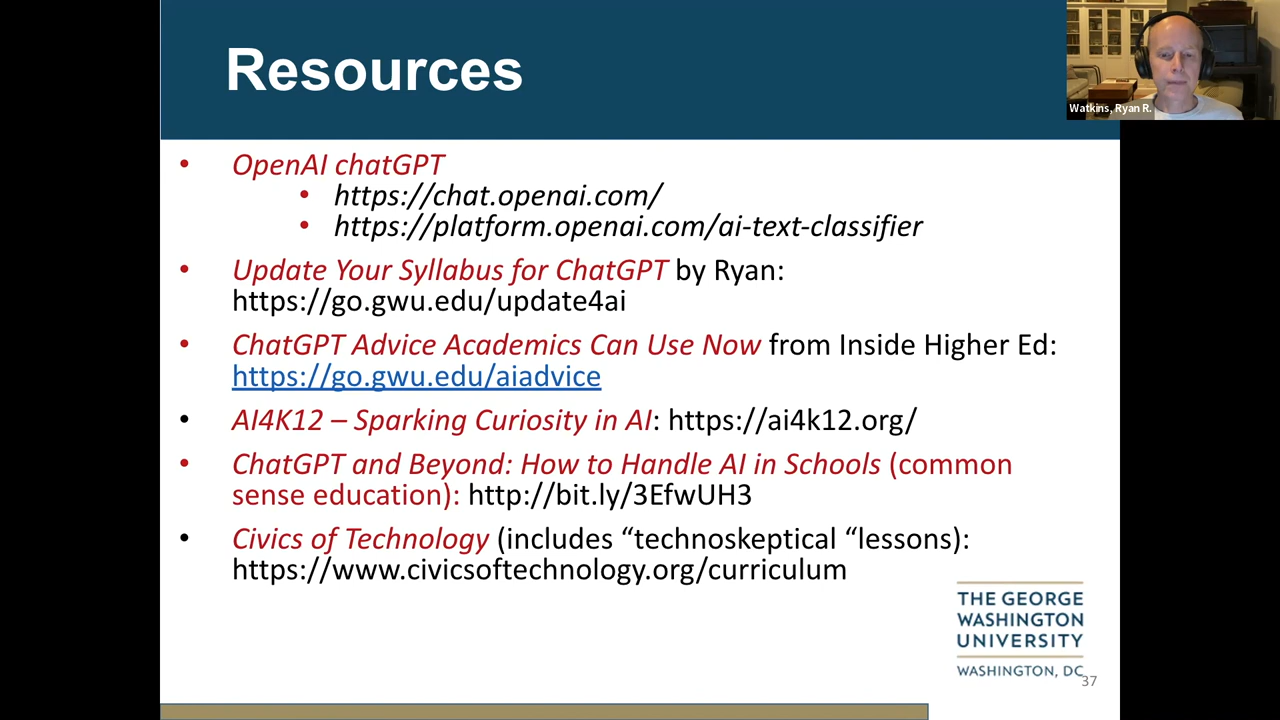 Resources
Watkins, Ryan R.
• OpenAI chatGPT
• https://chat.openai.com/
• https://platform.openai.com/ai-text-classifier
• Update Your Syllabus for ChatGPT by Ryan:
https://go.gwu.edu/update4ai
• ChatGPT Advice Academics Can Use Now from Inside Higher Ed:
https://go.gwu.edu/aiadvice
• AI4K12 – Sparking Curiosity in AI: https://ai4k12.org/
• ChatGPT and Beyond: How to Handle AI in Schools (common
sense education): http://bit.ly/3EfwUH3
• Civics of Technology (includes “technoskeptical “lessons):
https://www.civicsoftechnology.org/curriculum
THE GEORGE
WASHINGTON
UNIVERSITY
WASHINGTON, DC
37